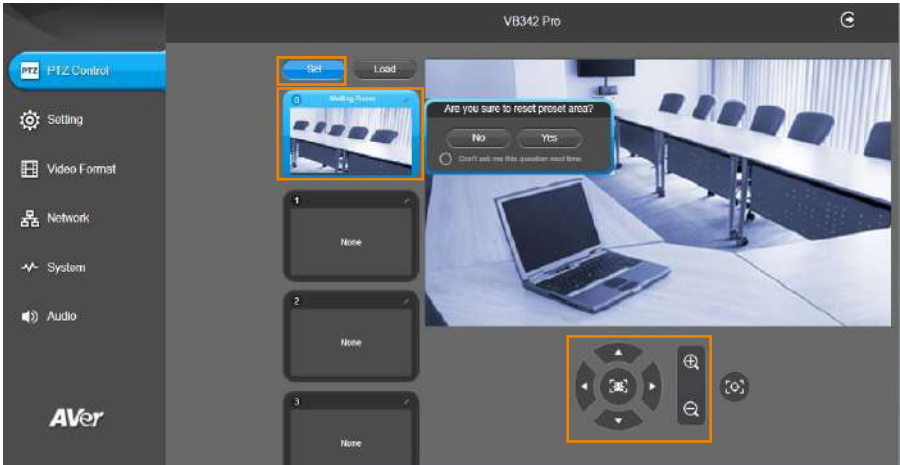 VB342 Pro
PTZ PTZ Control
Setting
Video Format
Network
System
Audio
AVer
Set
Load
0 Meeting Room
1
None
2
None
3
None
Are you sure to reset preset area?
No
Yes
Don't ask me this question next time